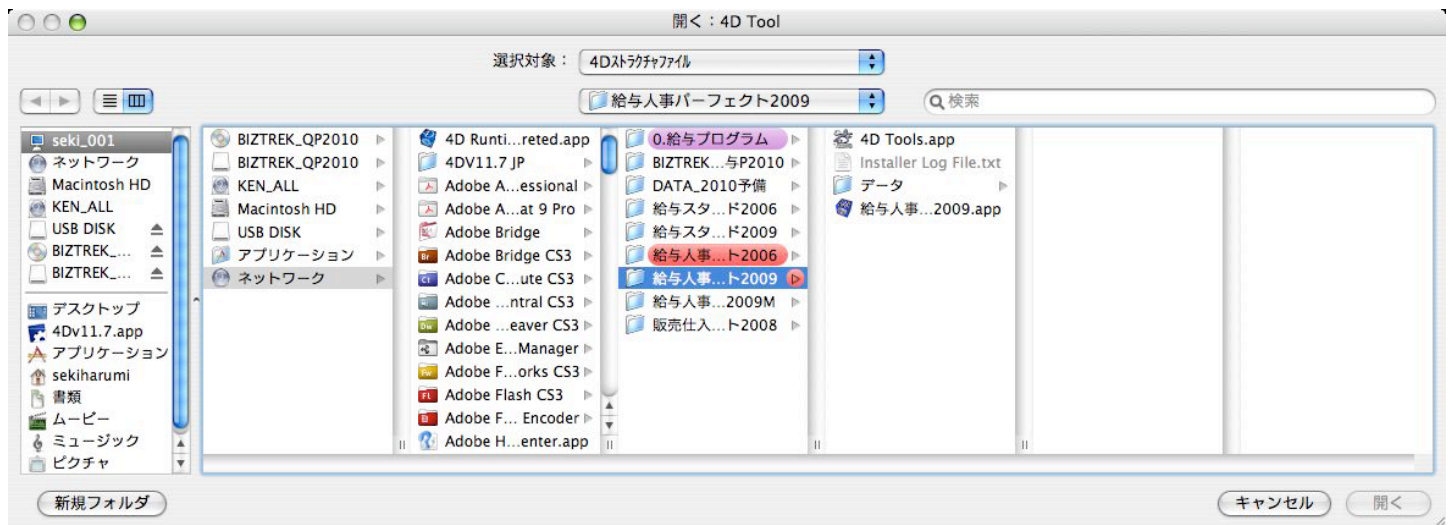 開く：4D Tool
選択対象： 4Dｽﾄﾗｸﾁｬﾌｧｲﾙ
給与人事パーフェクト2009
検索
seki_001
ネットワーク
Macintosh HD
KEN_ALL
USB DISK
BIZTREK_...
BIZTREK_...
デスクトップ
4Dv11.7.app
アプリケーション
sekiharumi
書類
ムービー
ミュージック
ピクチャ
BIZTREK_QP2010
BIZTREK_QP2010
KEN_ALL
Macintosh HD
USB DISK
アプリケーション
ネットワーク
4D Runti...reted.app
4DV11.7 JP
Adobe A...essional
Adobe A...at 9 Pro
Adobe Bridge
Adobe Bridge CS3
Adobe C...ute CS3
Adobe ...ntral CS3
Adobe ...eaver CS3
Adobe E...Manager
Adobe F...orks CS3
Adobe Flash CS3
Adobe F... Encoder
Adobe H...enter.app
0.給与プログラム
BIZTREK...与P2010
DATA_2010予備
給与スタ...ド2006
給与スタ...ド2009
給与人事...ト2006
給与人事...ト2009
給与人事...2009M
販売仕入...ト2008
4D Tools.app
Installer Log File.txt
データ
給与人事...2009.app
新規フォルダ
キャンセル
開く